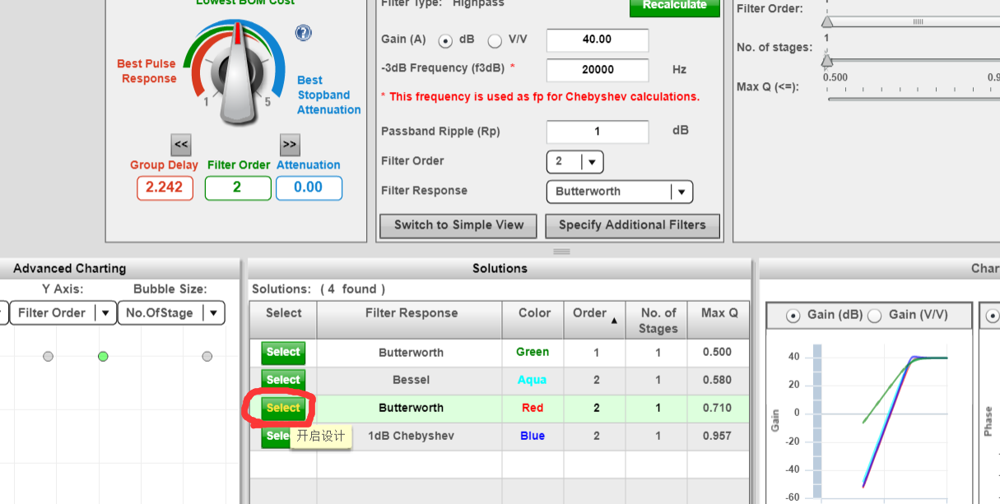 Lowest BOM Cost
Best Pulse
Response
1
5
Best
Stopband
Attenuation
<<
>>
Group Delay
Filter Order
Attenuation
2.242
2
0.00
Filter Type: Highpass
Recalculate
Gain (A)
dB
V/V
40.00
-3dB Frequency (f3dB) *
20000
Hz
* This frequency is used as fp for Chebyshev calculations.
Passband Ripple (Rp)
1
dB
Filter Order
2
Filter Response
Butterworth
Switch to Simple View
Specify Additional Filters
Filter Order:
1
No. of stages:
0.500
Max Q (<=):
Advanced Charting
Y Axis:
Bubble Size:
Filter Order
No.OfStage
Solutions
Solutions: ( 4 found )
Select Filter Response Color Order No. of Stages Max Q
Select Butterworth Green 1 1 0.500
Select Bessel Aqua 2 1 0.580
Select Butterworth Red 2 1 0.710
1dB Chebyshev Blue 2 1 0.957
开启设计
Gain (dB)
Gain (V/V)
40
20
0
-20
-40
-60
Gain
Phase